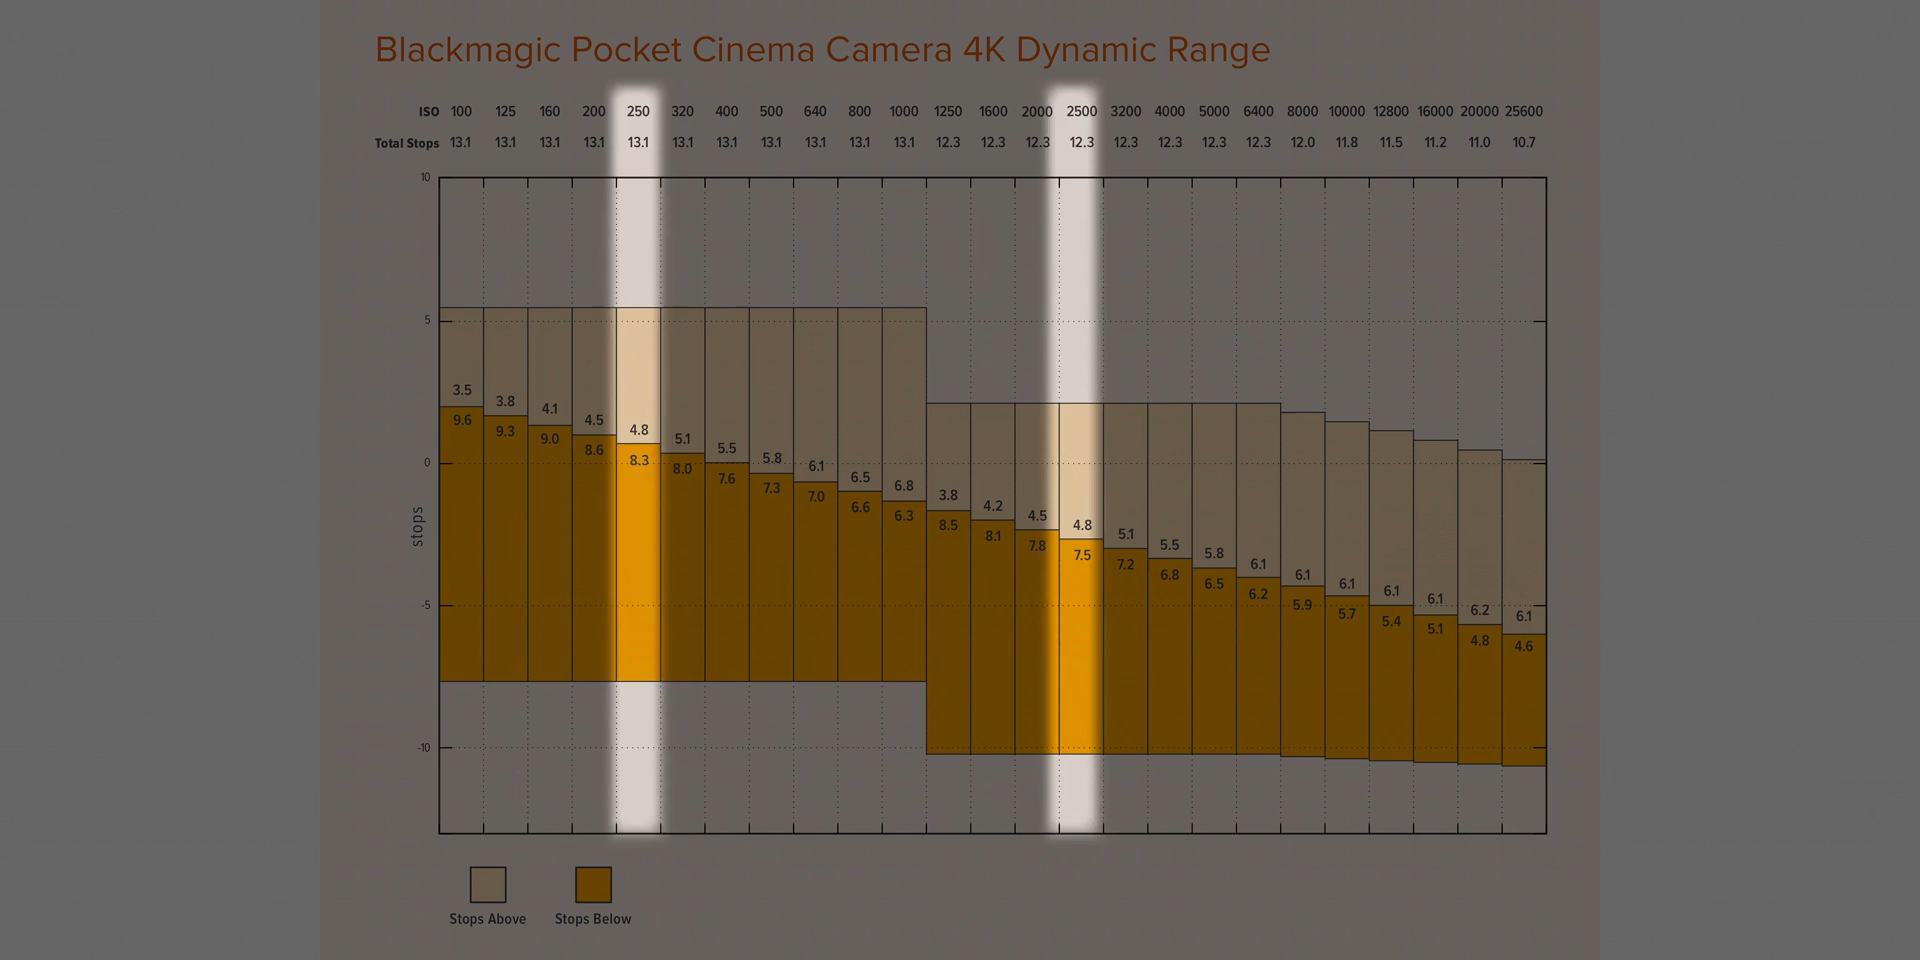 Blackmagic Pocket Cinema Camera 4K Dynamic Range
ISO 100 125 160 200 250 320 400 500 640 800 1000 1250 1600 2000 2500 3200 4000 5000 6400 8000 10000 12800 16000 20000 25600
Total Stops 13.1 13.1 13.1 13.1 13.1 13.1 13.1 13.1 13.1 13.1 13.1 12.3 12.3 12.3 12.3 12.3 12.3 12.3 12.3 12.0 11.8 11.5 11.2 11.0 10.7
10
5
0
-5
-10
stops
3.5 3.8 4.1 4.5 4.8 5.1 5.5 5.8 6.1 6.5 6.8 3.8 4.2 4.5 4.8 5.1 5.5 5.8 6.1 6.1 6.1 6.1 6.1 6.2 6.1
9.6 9.3 9.0 8.6 8.3 8.0 7.6 7.3 7.0 6.6 6.3 8.5 8.1 7.8 7.5 7.2 6.8 6.5 6.2 5.9 5.7 5.4 5.1 4.8 4.6
Stops Above Stops Below